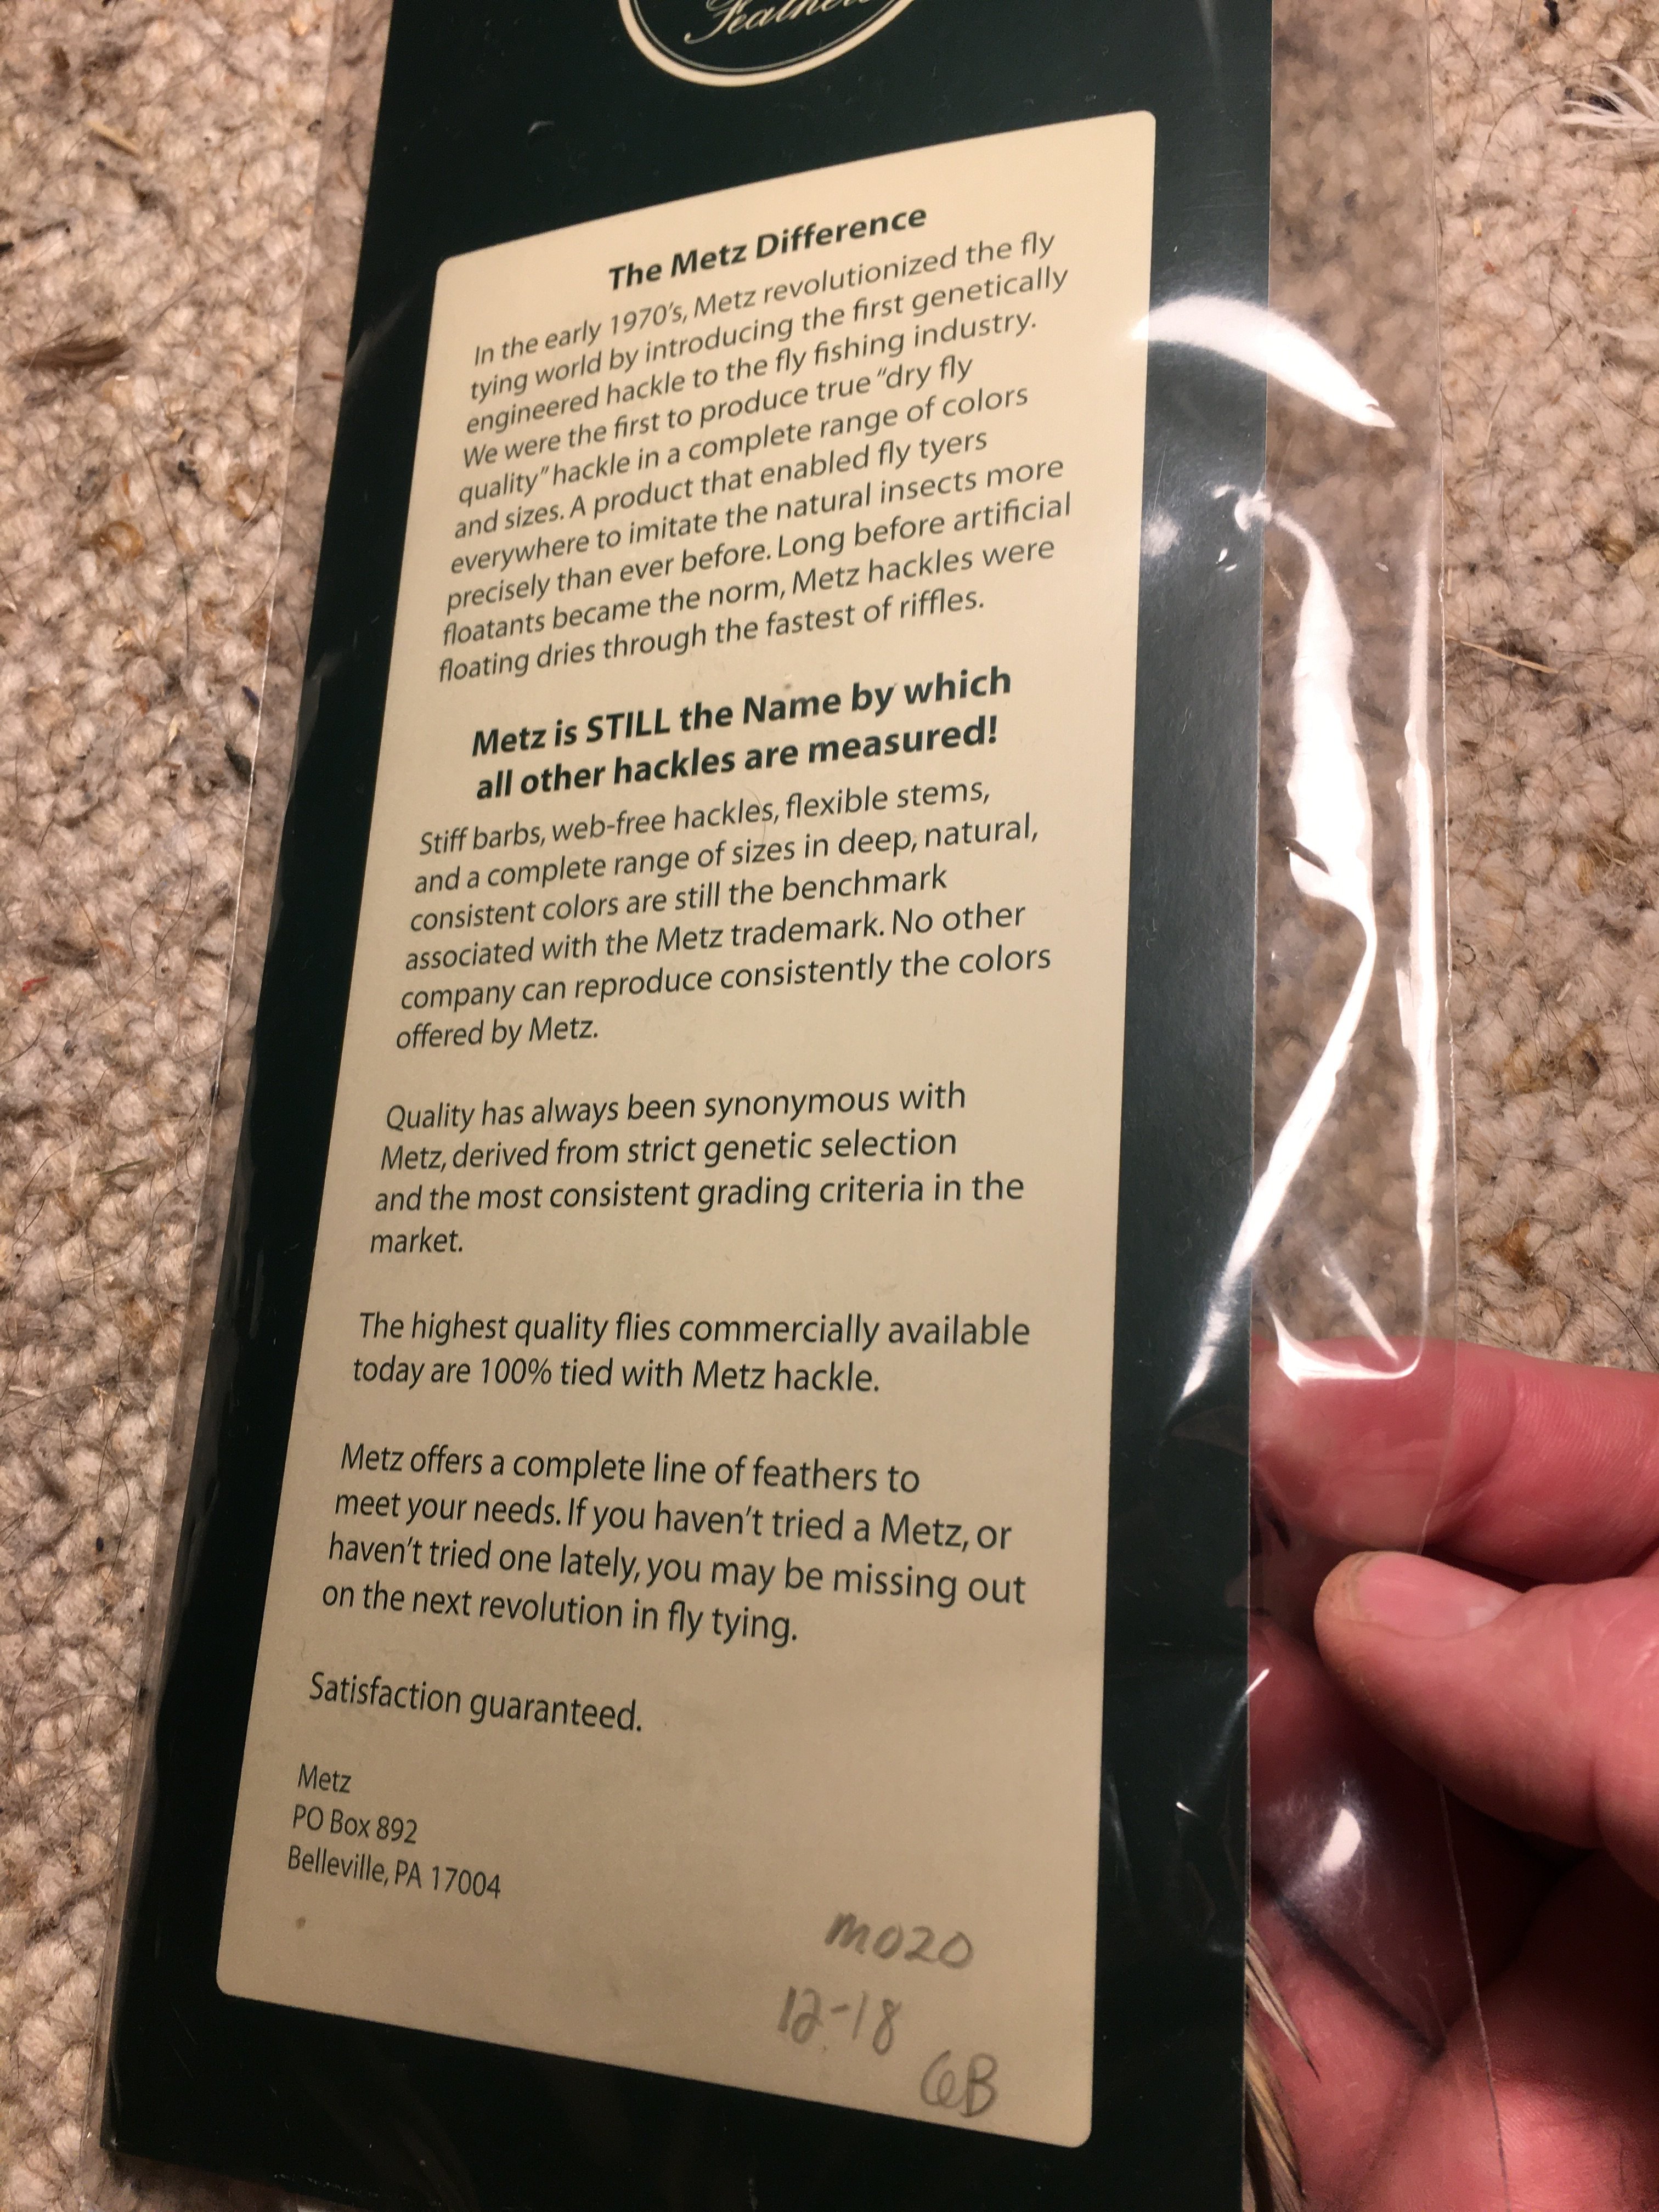 Feathers
The Metz Difference
In the early 1970's, Metz revolutionized the fly
tying world by introducing the first genetically
engineered hackle to the fly fishing industry.
We were the first to produce true "dry fly
quality" hackle in a complete range of colors
and sizes. A product that enabled fly tyers
everywhere to imitate the natural insects more
precisely than ever before. Long before artificial
floatants became the norm, Metz hackles were
floating dries through the fastest of riffles.
Metz is STILL the Name by which
all other hackles are measured!
Stiff barbs, web-free hackles, flexible stems,
and a complete range of sizes in deep, natural,
consistent colors are still the benchmark
associated with the Metz trademark. No other
company can reproduce consistently the colors
offered by Metz.
Quality has always been synonymous with
Metz, derived from strict genetic selection
and the most consistent grading criteria in the
market.
The highest quality flies commercially available
today are 100% tied with Metz hackle.
Metz offers a complete line of feathers to
meet your needs. If you haven't tried a Metz, or
haven't tried one lately, you may be missing out
on the next revolution in fly tying.
Satisfaction guaranteed.
Metz
PO Box 892
Belleville, PA 17004
M020
12-18